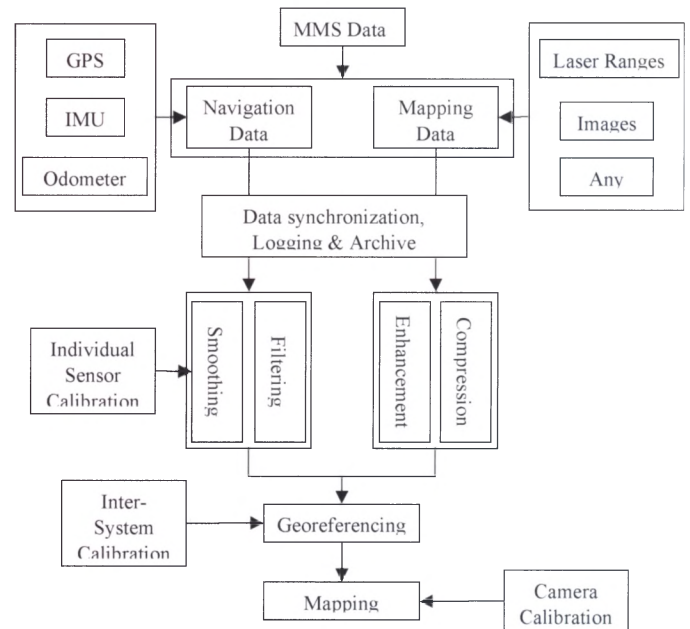 MMS Data
GPS
IMU
Odometer
Navigation
Data
Mapping
Data
Laser Ranges
Images
Any
Data synchronization,
Logging & Archive
Individual
Sensor
Calibration
Smoothing
Filtering
Enhancement
Compression
Inter-
System
Calibration
Georeferencing
Mapping
Camera
Calibration